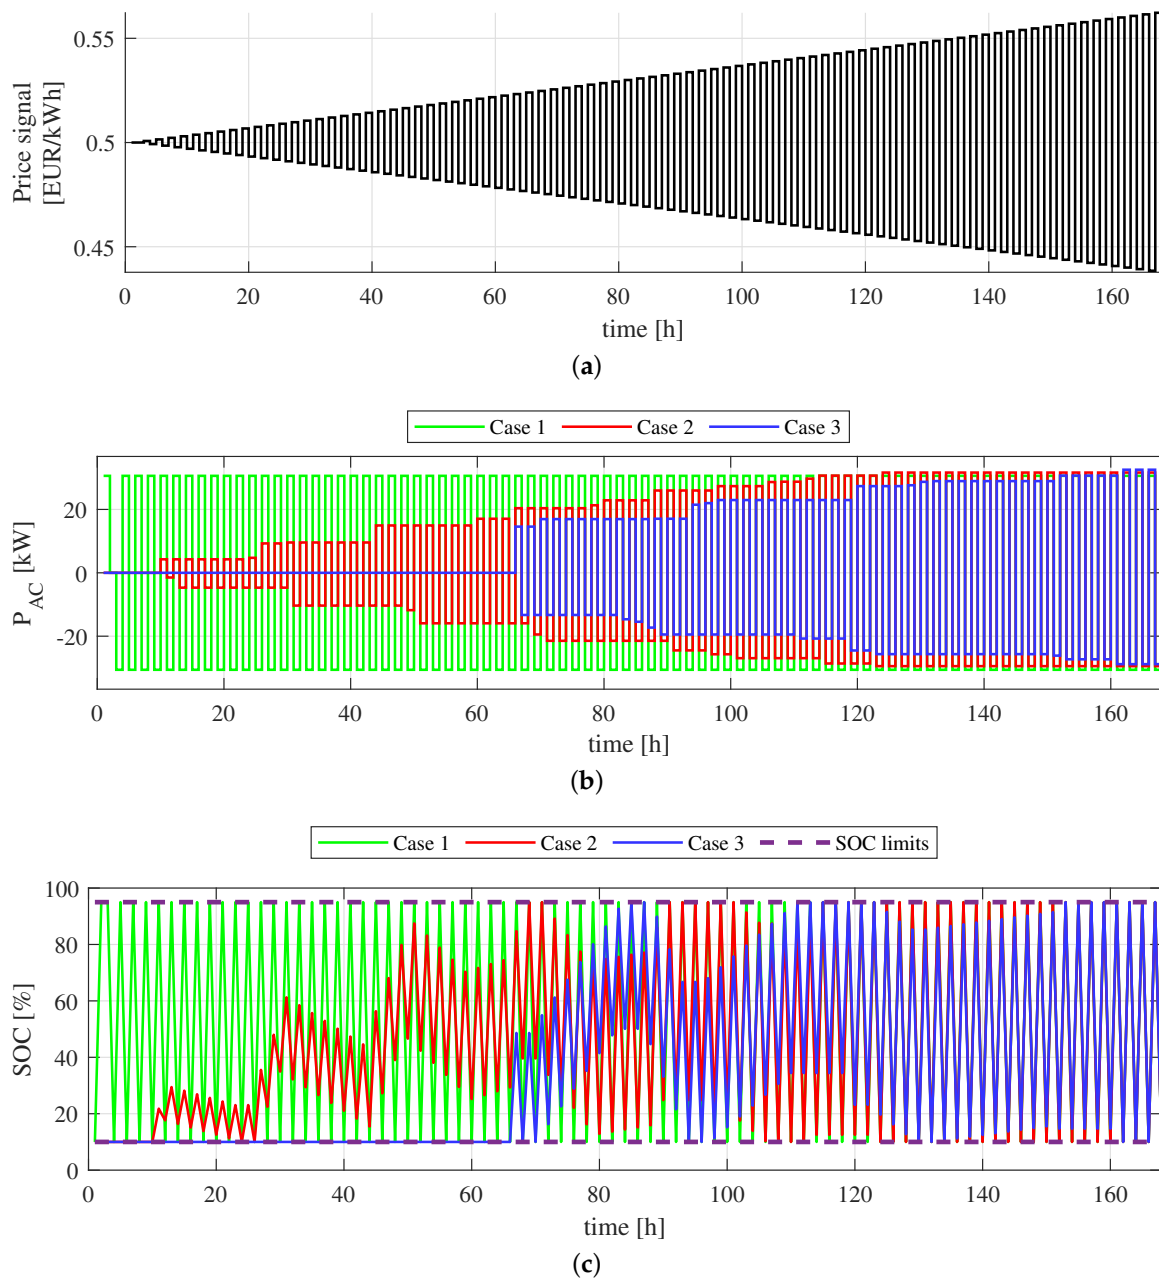 0.55
0.5
0.45
Price signal
[EUR/kWh]
0 20 40 60 80 100 120 140 160
time [h]
(a)
Case 1 Case 2 Case 3
20
0
-20
P_AC [kW]
0 20 40 60 80 100 120 140 160
time [h]
(b)
Case 1 Case 2 Case 3 SOC limits
100
80
60
40
20
0
SOC [%]
0 20 40 60 80 100 120 140 160
time [h]
(c)